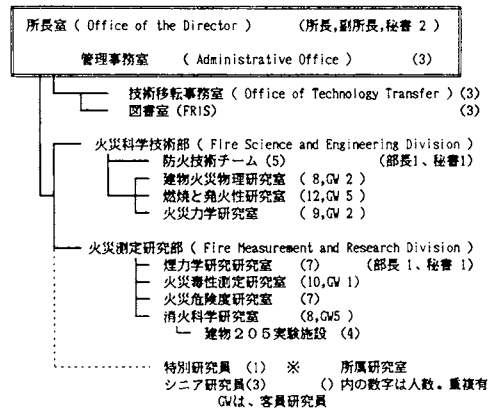 所長室 ( Office of the Director ) (所長,副所長,秘書 2 )
管理事務室 ( Administrative Office ) (3)
技術移転事務室 ( Office of Technology Transfer ) (3)
図書室 (FRIS) (3)
火災科学技術部 ( Fire Science and Engineering Division )
防火技術チーム (5) (部長1、秘書1)
建物火災物理研究室 ( 8,GW 2 )
燃焼と発火性研究室 (12,GW 5 )
火災力学研究室 ( 9,GW 2 )
火災測定研究部 ( Fire Measurement and Research Division )
煙力学研究研究室 (7) (部長 1、秘書 1)
火災毒性測定研究室 (10,GW 1)
火災危険度研究室 (7)
消火科学研究室 (8,GW5 )
建物205実験施設 (4)
特別研究員 (1) ※ 所属研究室
シニア研究員(3) () 内の数字は人数。重複有
GWは、客員研究員